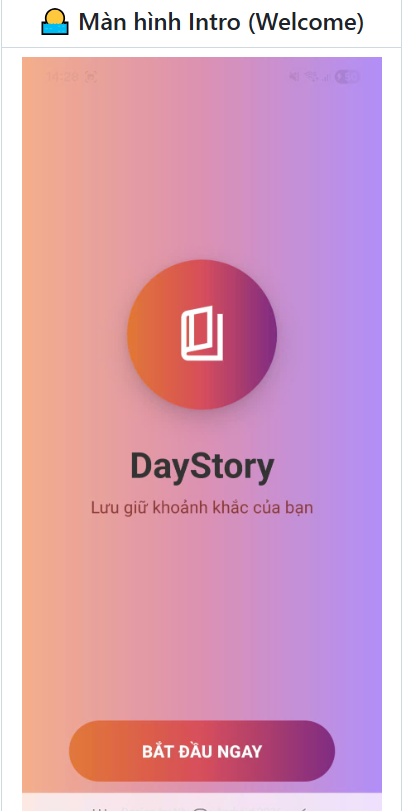 Màn hình Intro (Welcome)
DayStory
Lưu giữ khoảnh khắc của bạn
BẮT ĐẦU NGAY